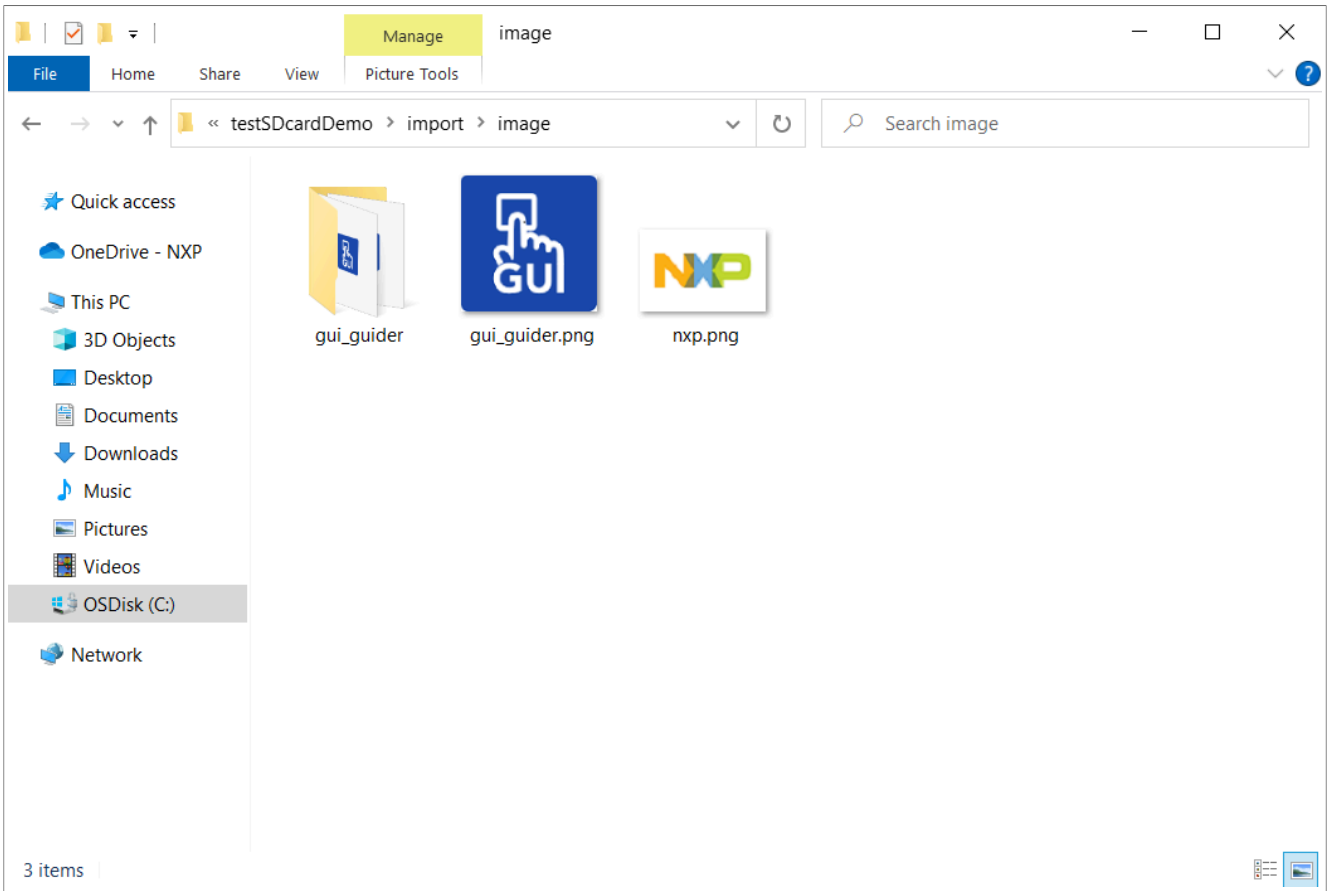 Manage
image
File
Home
Share
View
Picture Tools
?
« testSDcardDemo > import > image
Search image
Quick access
OneDrive - NXP
This PC
3D Objects
Desktop
Documents
Downloads
Music
Pictures
Videos
OSDisk (C:)
Network
GUI
NXP
gui_guider
gui_guider.png
nxp.png
3 items